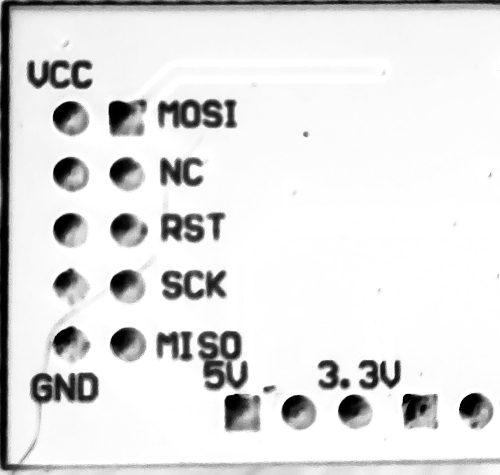 VCC
MOSI
NC
RST
SCK
MISO
GND
5V
3.3V